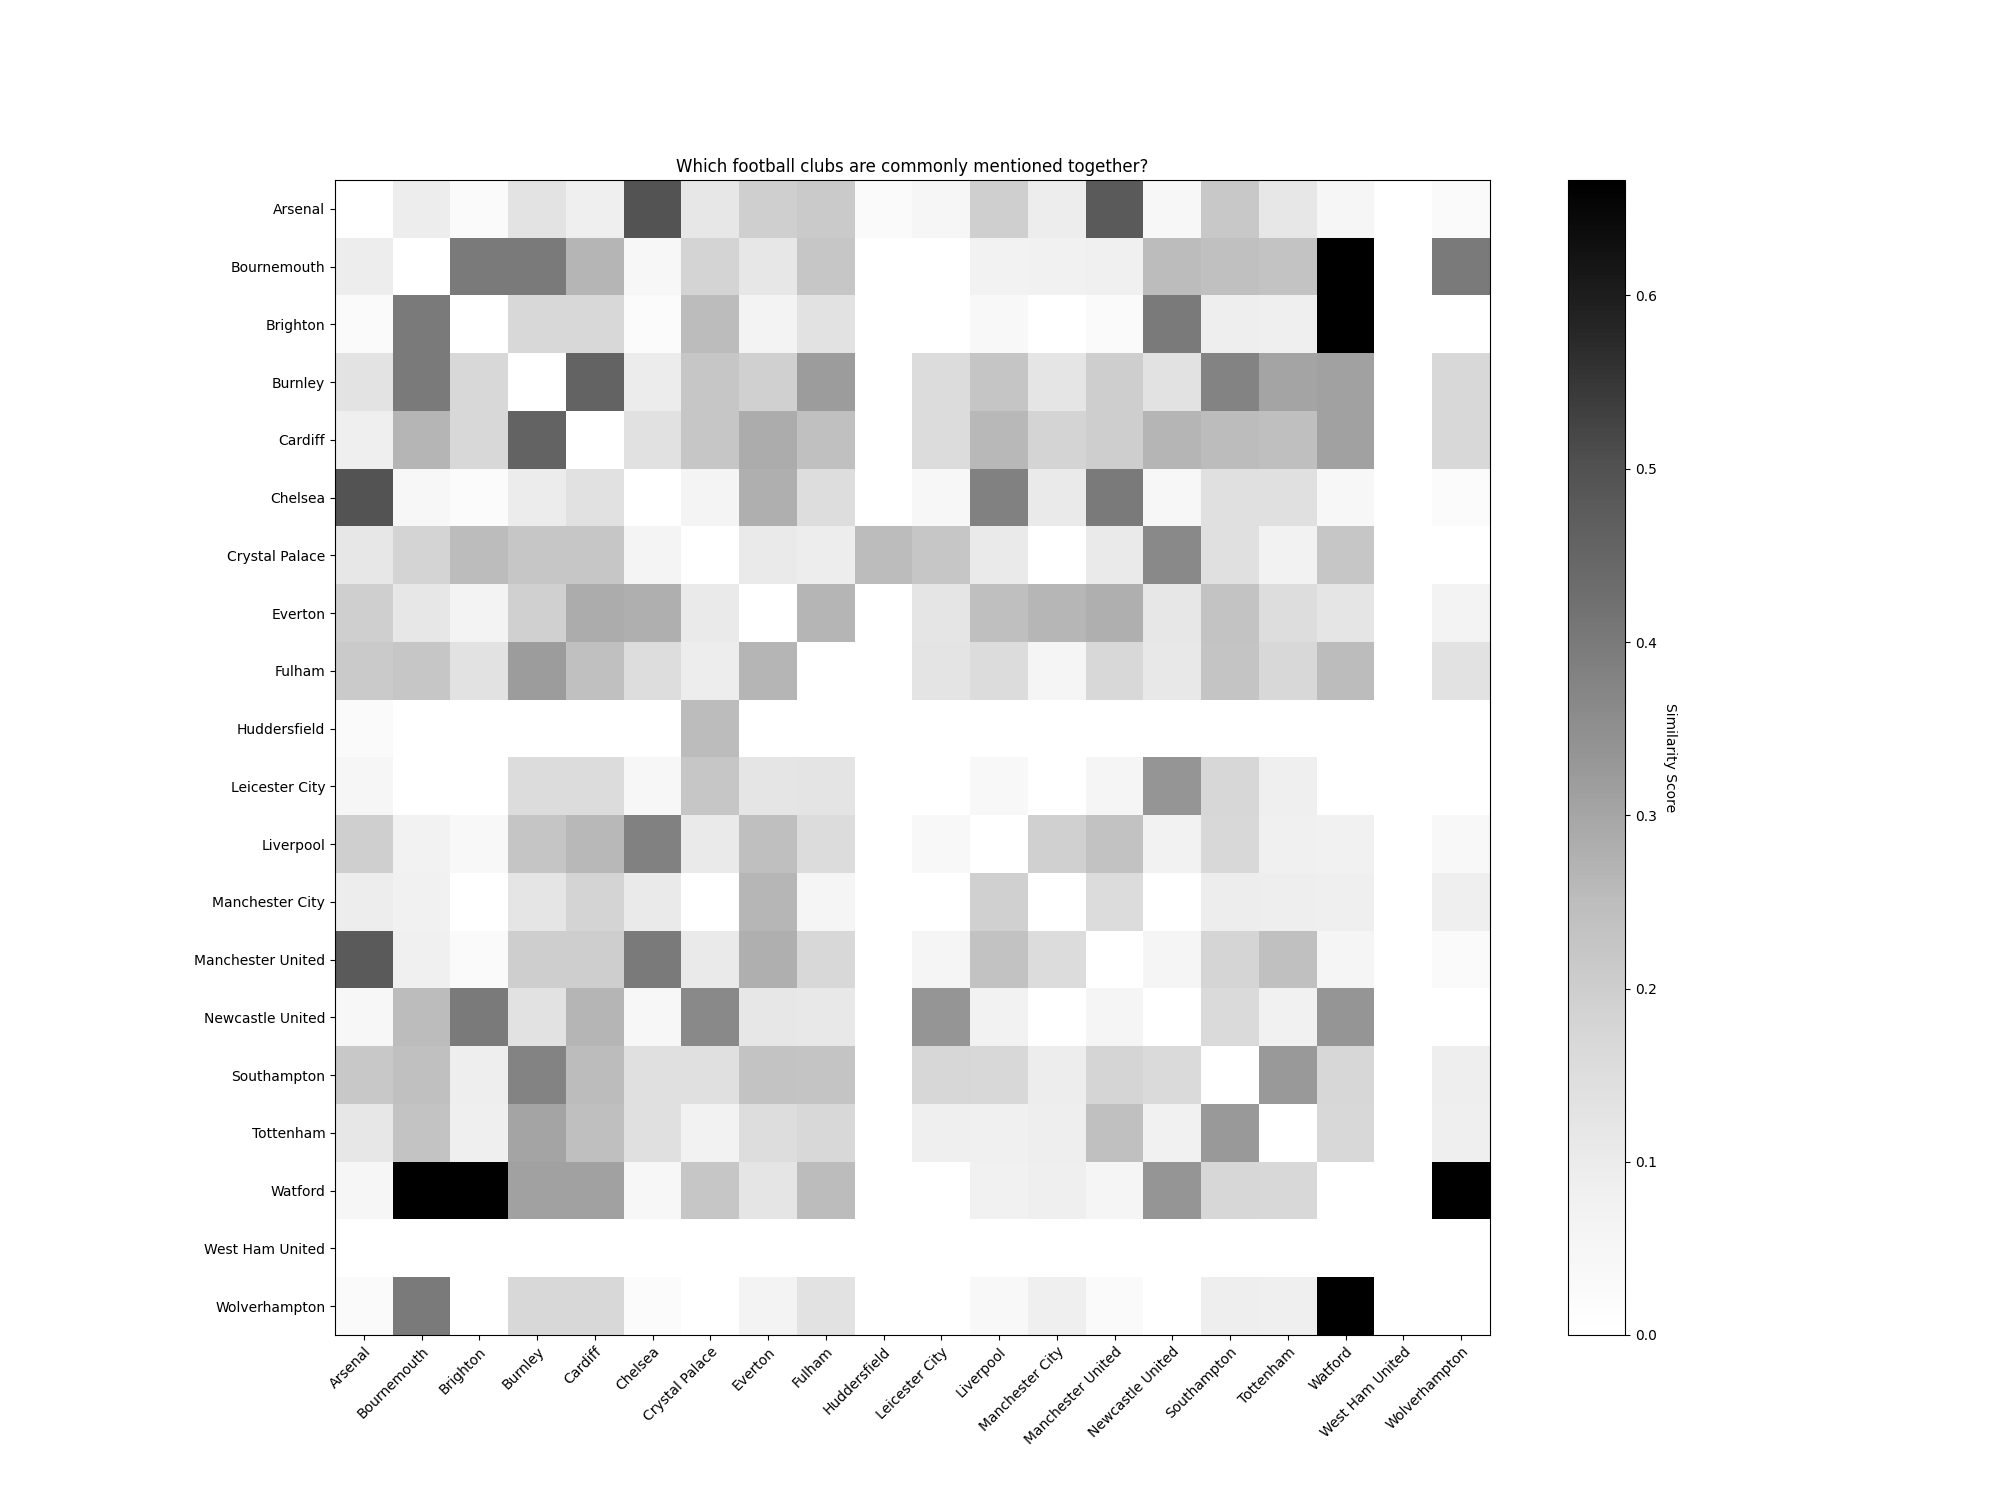 Which football clubs are commonly mentioned together?
Arsenal
Bournemouth
Brighton
Burnley
Cardiff
Chelsea
Crystal Palace
Everton
Fulham
Huddersfield
Leicester City
Liverpool
Manchester City
Manchester United
Newcastle United
Southampton
Tottenham
Watford
West Ham United
Wolverhampton
Arsenal
Bournemouth
Brighton
Burnley
Cardiff
Chelsea
Crystal Palace
Everton
Fulham
Huddersfield
Leicester City
Liverpool
Manchester City
Manchester United
Newcastle United
Southampton
Tottenham
Watford
West Ham United
Wolverhampton
0.6
0.5
0.4
0.3
0.2
0.1
0.0
Similarity Score